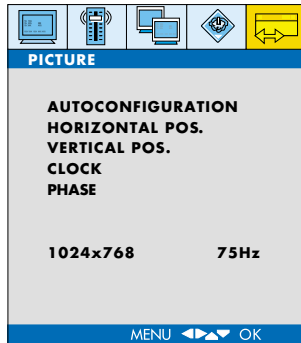 PICTURE
AUTOCONFIGURATION
HORIZONTAL POS.
VERTICAL POS.
CLOCK
PHASE
1024x768 75Hz
MENU OK